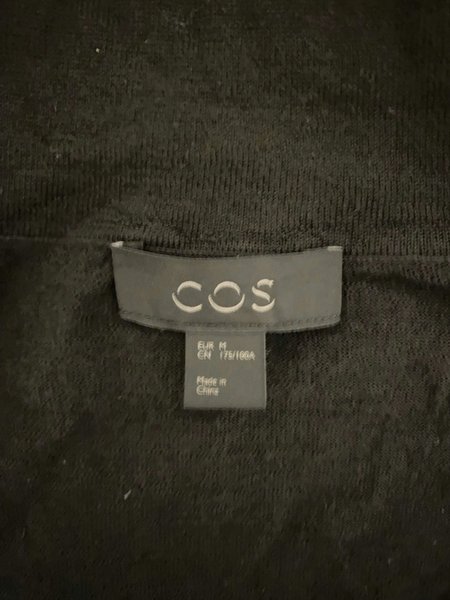 COS
EUR M
CN 175/100A
Made in
China